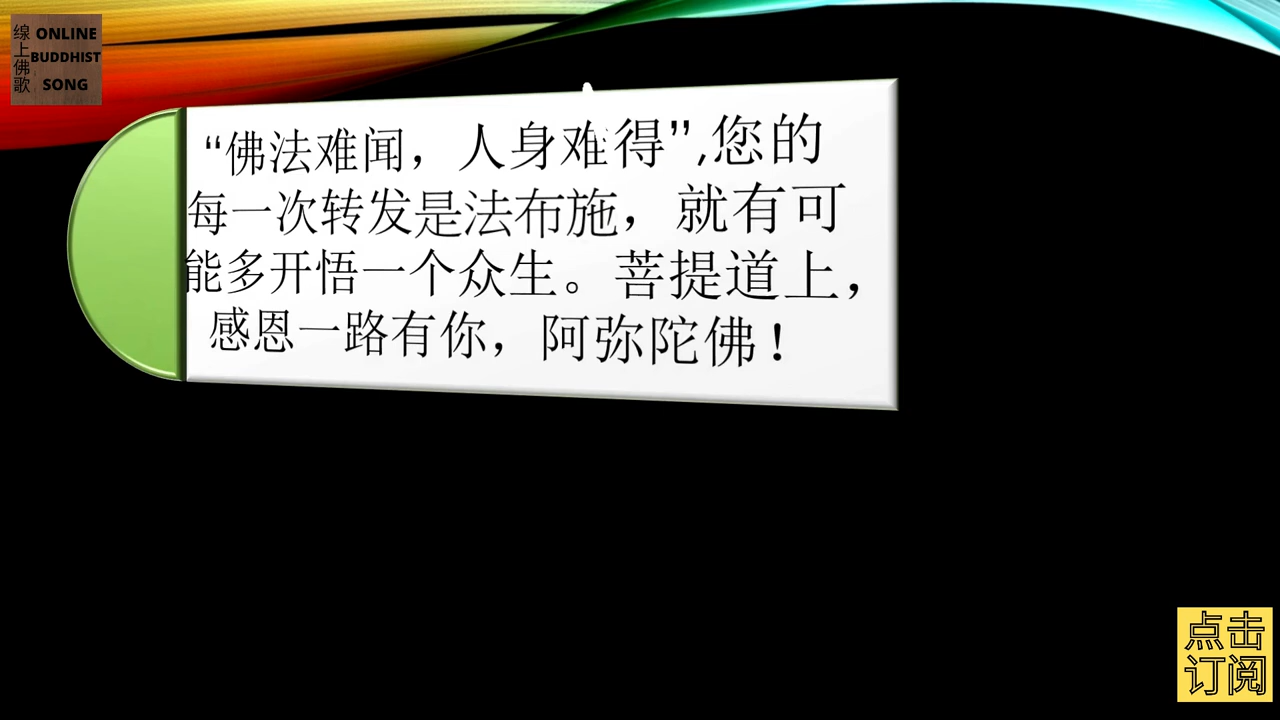 线上佛歌
ONLINE
BUDDHIST
SONG
“佛法难闻，人身难得”,您的
每一次转发是法布施，就有可
能多开悟一个众生。菩提道上，
感恩一路有你，阿弥陀佛！
点击
订阅